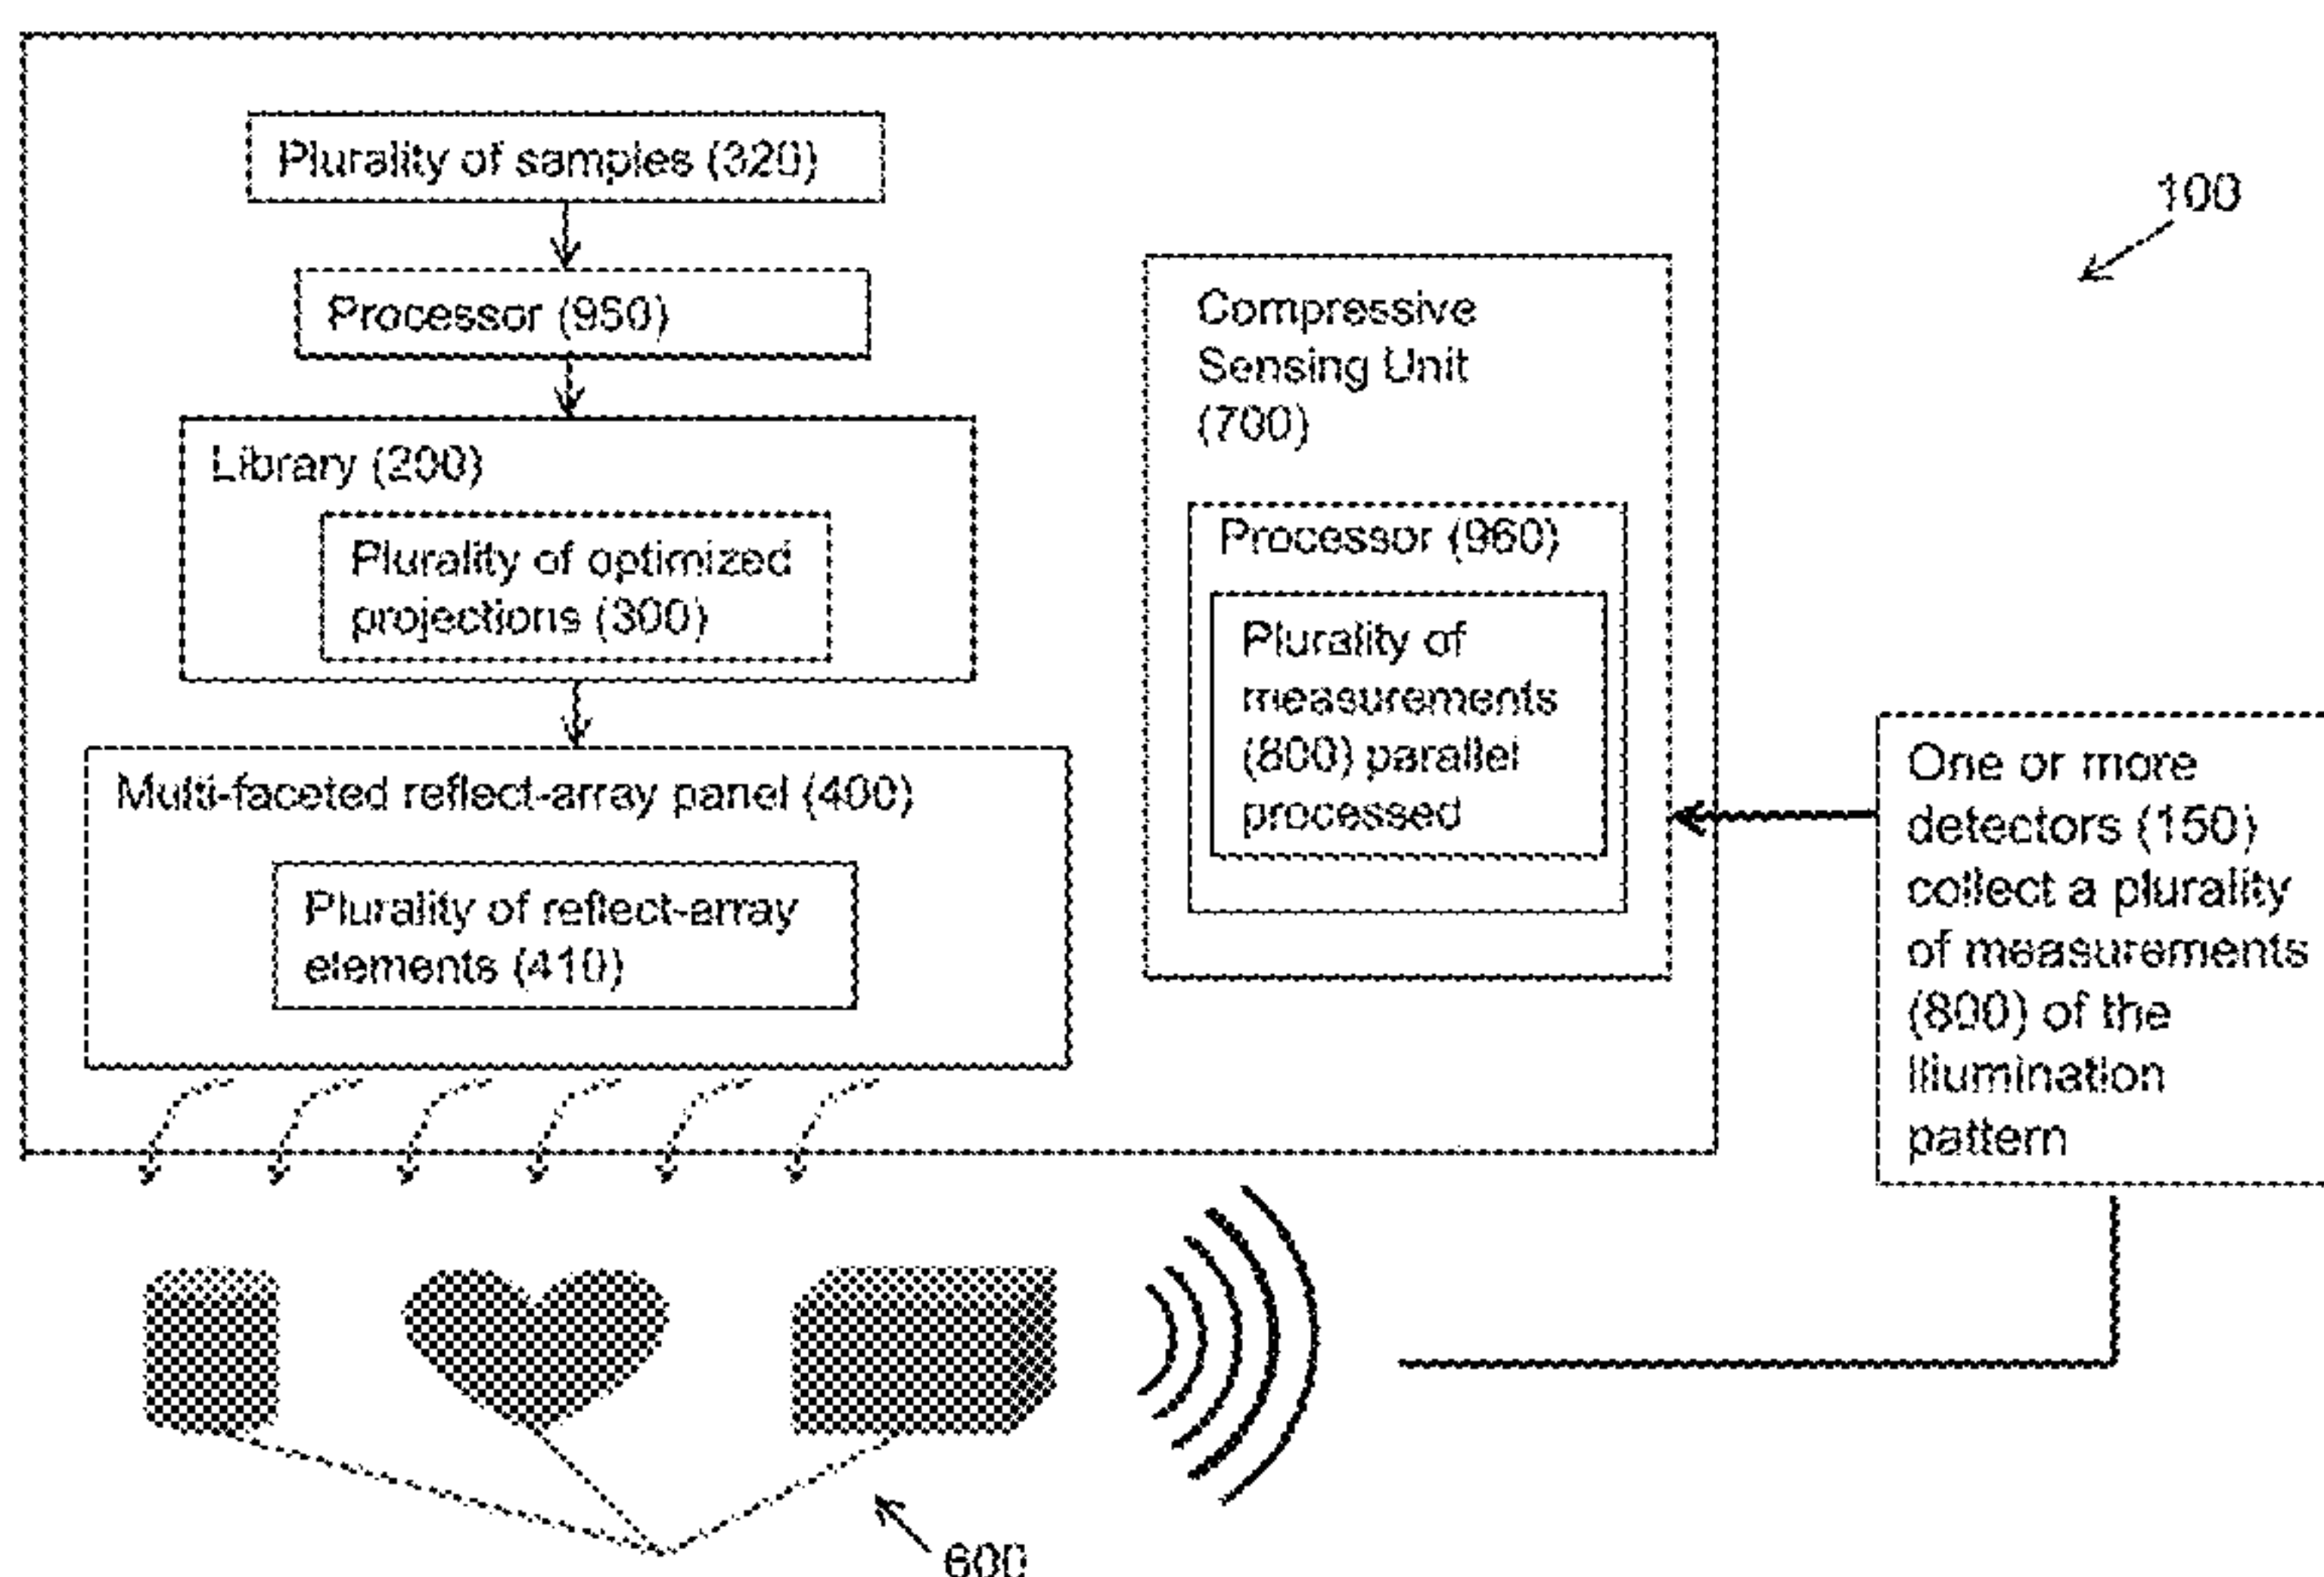 Plurality of samples (320)
Processor (950)
Library (200)
Plurality of optimized
projections (300)
Multi-faceted reflect-array panel (400)
Plurality of reflect-array
elements (410)
Compressive
Sensing Unit
(700)
Processor (960)
Plurality of
measurements
(800) parallel
processed
100
One or more
detectors (150)
collect a plurality
of measurements
(800) of the
illumination
pattern
600